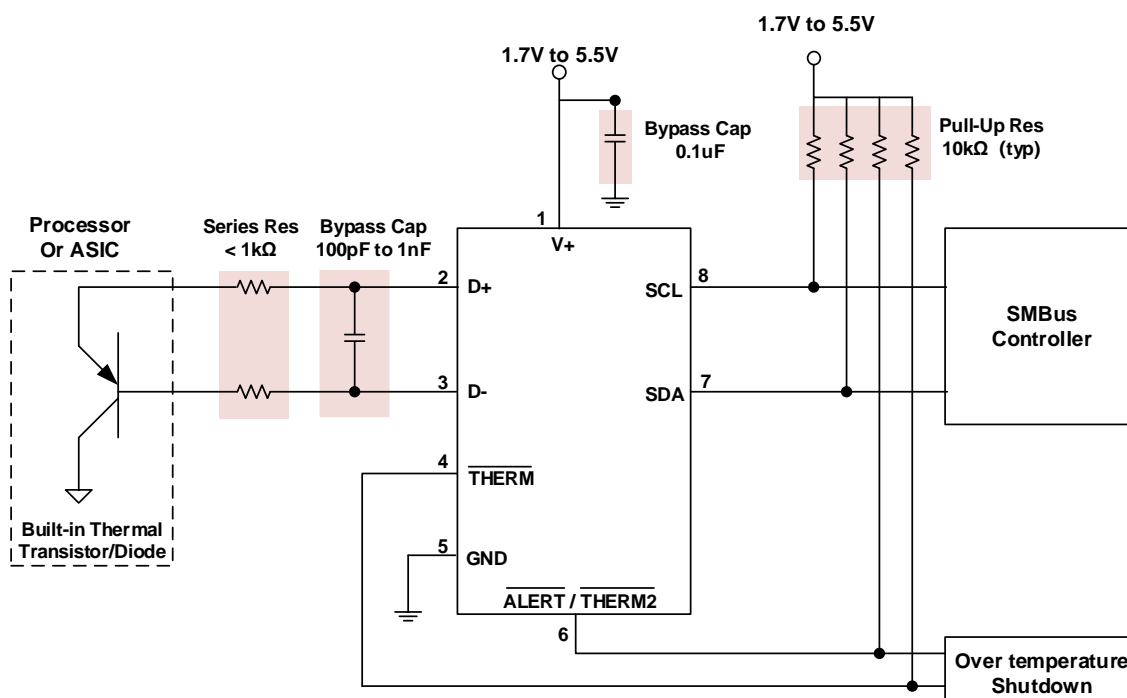 1.7V to 5.5V
1.7V to 5.5V
Bypass Cap
0.1uF
Pull-Up Res
10kΩ (typ)
Processor
Or ASIC
Series Res
< 1kΩ
Bypass Cap
100pF to 1nF
1
V+
2
D+
SCL
8
SMBus
Controller
3
D-
SDA
7
4
THERM
Built-in Thermal
Transistor/Diode
5
GND
ALERT / THERM2
6
Over temperature
Shutdown